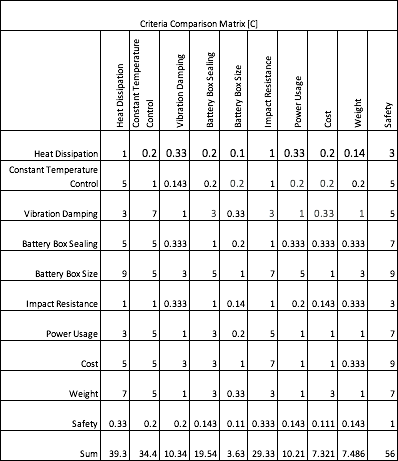 Criteria Comparison Matrix [C]
Heat Dissipation Constant Temperature Control Vibration Damping Battery Box Sealing Battery Box Size Impact Resistance Power Usage Cost Weight Safety
Heat Dissipation 1 0.2 0.33 0.2 0.1 1 0.33 0.2 0.14 3
Constant Temperature
Control 5 1 0.143 0.2 0.2 1 0.2 0.2 0.2 5
Vibration Damping 3 7 1 3 0.33 3 1 0.33 1 5
Battery Box Sealing 5 5 0.333 1 0.2 1 0.333 0.333 0.333 7
Battery Box Size 9 5 3 5 1 7 5 1 3 9
Impact Resistance 1 1 0.333 1 0.14 1 0.2 0.143 0.333 3
Power Usage 3 5 1 3 0.2 5 1 1 1 7
Cost 5 5 3 3 1 7 1 1 0.333 9
Weight 7 5 1 3 0.33 3 1 3 1 7
Safety 0.33 0.2 0.2 0.143 0.11 0.333 0.143 0.111 0.143 1
Sum 39.3 34.4 10.34 19.54 3.63 29.33 10.21 7.321 7.486 56